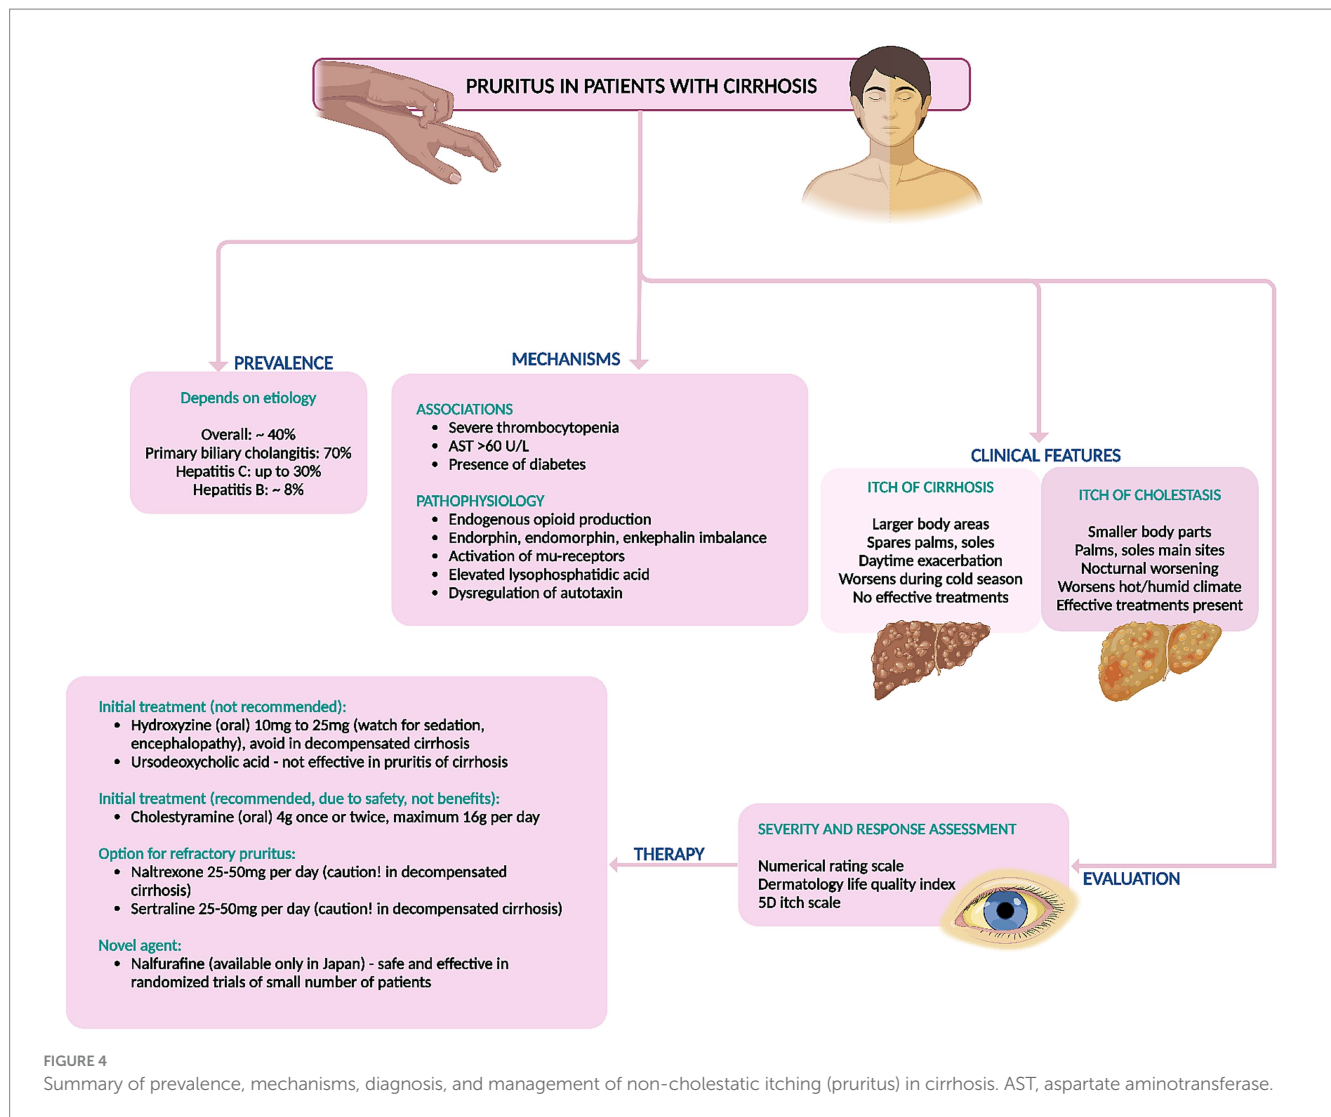 PRURITUS IN PATIENTS WITH CIRRHOSIS
PREVALENCE
Depends on etiology
Overall: ~ 40%
Primary biliary cholangitis: 70%
Hepatitis C: up to 30%
Hepatitis B: ~ 8%
MECHANISMS
ASSOCIATIONS
• Severe thrombocytopenia
• AST >60 U/L
• Presence of diabetes
PATHOPHYSIOLOGY
• Endogenous opioid production
• Endorphin, endomorphin, enkephalin imbalance
• Activation of mu-receptors
• Elevated lysophosphatidic acid
• Dysregulation of autotaxin
CLINICAL FEATURES
ITCH OF CIRRHOSIS
Larger body areas
Spares palms, soles
Daytime exacerbation
Worsens during cold season
No effective treatments
ITCH OF CHOLESTASIS
Smaller body parts
Palms, soles main sites
Nocturnal worsening
Worsens hot/humid climate
Effective treatments present
EVALUATION
SEVERITY AND RESPONSE ASSESSMENT
Numerical rating scale
Dermatology life quality index
5D itch scale
THERAPY
Initial treatment (not recommended):
• Hydroxyzine (oral) 10mg to 25mg (watch for sedation,
encephalopathy), avoid in decompensated cirrhosis
• Ursodeoxycholic acid - not effective in pruritis of cirrhosis
Initial treatment (recommended, due to safety, not benefits):
• Cholestyramine (oral) 4g once or twice, maximum 16g per day
Option for refractory pruritus:
• Naltrexone 25-50mg per day (caution! in decompensated
cirrhosis)
• Sertraline 25-50mg per day (caution! in decompensated cirrhosis)
Novel agent:
• Nalfurafine (available only in Japan) - safe and effective in
randomized trials of small number of patients
FIGURE 4
Summary of prevalence, mechanisms, diagnosis, and management of non-cholestatic itching (pruritus) in cirrhosis. AST, aspartate aminotransferase.